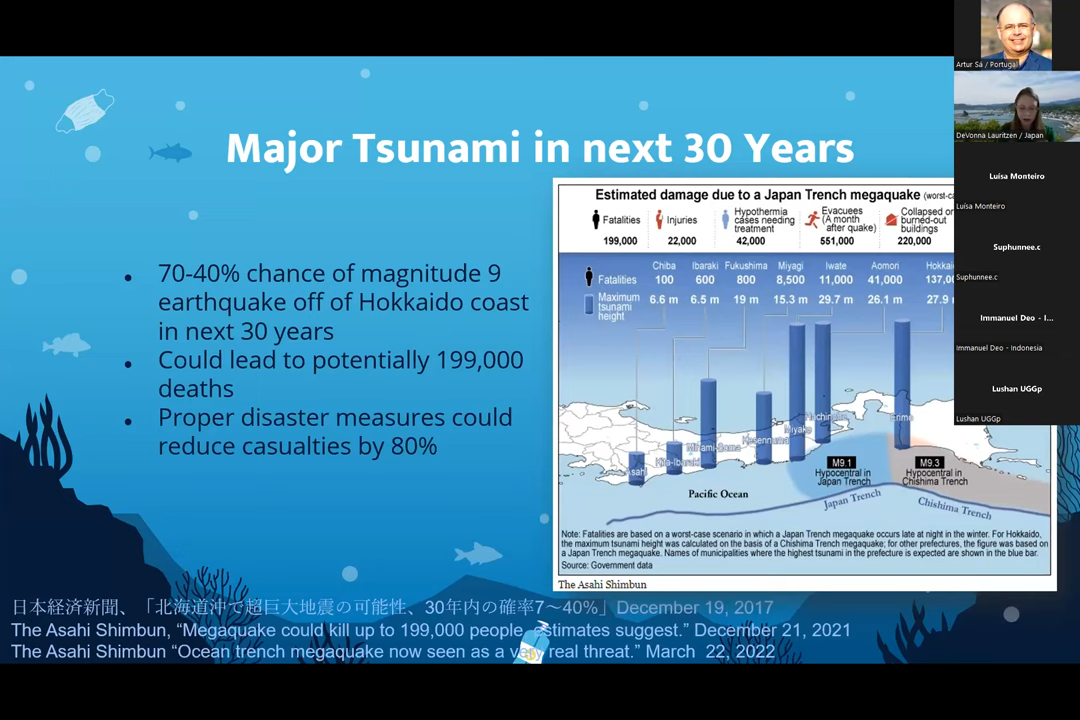 Major Tsunami in next 30 Years
• 70-40% chance of magnitude 9
earthquake off of Hokkaido coast
in next 30 years
• Could lead to potentially 199,000
deaths
• Proper disaster measures could
reduce casualties by 80%
Estimated damage due to a Japan Trench megaquake
Fatalities
199,000
Injuries
22,000
Hypothermia
cases needing
treatment
42,000
Evacuees
(A month
after quake)
551,000
Collapsed or
burned-out
buildings
220,000
Chiba Ibaraki Fukushima Miyagi Iwate Aomori
Fatalities 100 600 800 8,500 11,000 41,000
Maximum
tsunami
height
6.6 m 6.5 m 19 m 15.3 m 29.7 m 26.1 m 27.9
Asahi
Kita-Ibaraki
Minami-Soma
Kesennuma
Miyako
Erimo
M9.1
Hypocentral in
Japan Trench
M9.3
Hypocentral in
Chishima Trench
Pacific Ocean
Japan Trench
Chishima Trench
Note: Fatalities are based on a worst-case scenario in which a Japan Trench megaquake occurs late at night in the winter. For Hokkaido,
the maximum tsunami height was calculated on the basis of a Chishima Trench megaquake; for other prefectures, the figure was based on
a Japan Trench megaquake. Names of municipalities where the highest tsunami in the prefecture is expected are shown in the blue bar.
Source: Government data
The Asahi Shimbun
日本経済新聞、「北海道沖で超巨大地震の可能性、30年内の確率7～40%」 December 19, 2017
The Asahi Shimbun, “Megaquake could kill up to 199,000 people, estimates suggest.” December 21, 2021
The Asahi Shimbun “Ocean trench megaquake now seen as a very real threat.” March 22, 2022
Artur Sá / Portugal
DeVonna Lauritzen / Japan
Luísa Monteiro
Luísa Monteiro
Suphunnee.c
Suphunnee.c
Immanuel Deo - I...
Immanuel Deo - Indonesia
Lushan UGGp
Lushan UGGp